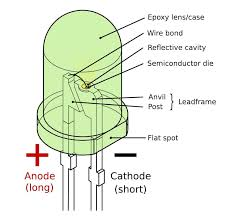 Epoxy lens/case
Wire bond
Reflective cavity
Semiconductor die
Anvil
Post
Leadframe
Flat spot
+
−
Anode
(long)
Cathode
(short)